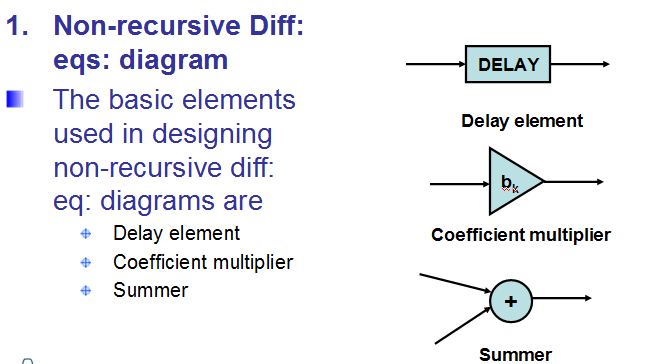 1. Non-recursive Diff:
eqs: diagram
The basic elements
used in designing
non-recursive diff:
eq: diagrams are
Delay element
Coefficient multiplier
Summer
DELAY
Delay element
bk
Coefficient multiplier
+
Summer